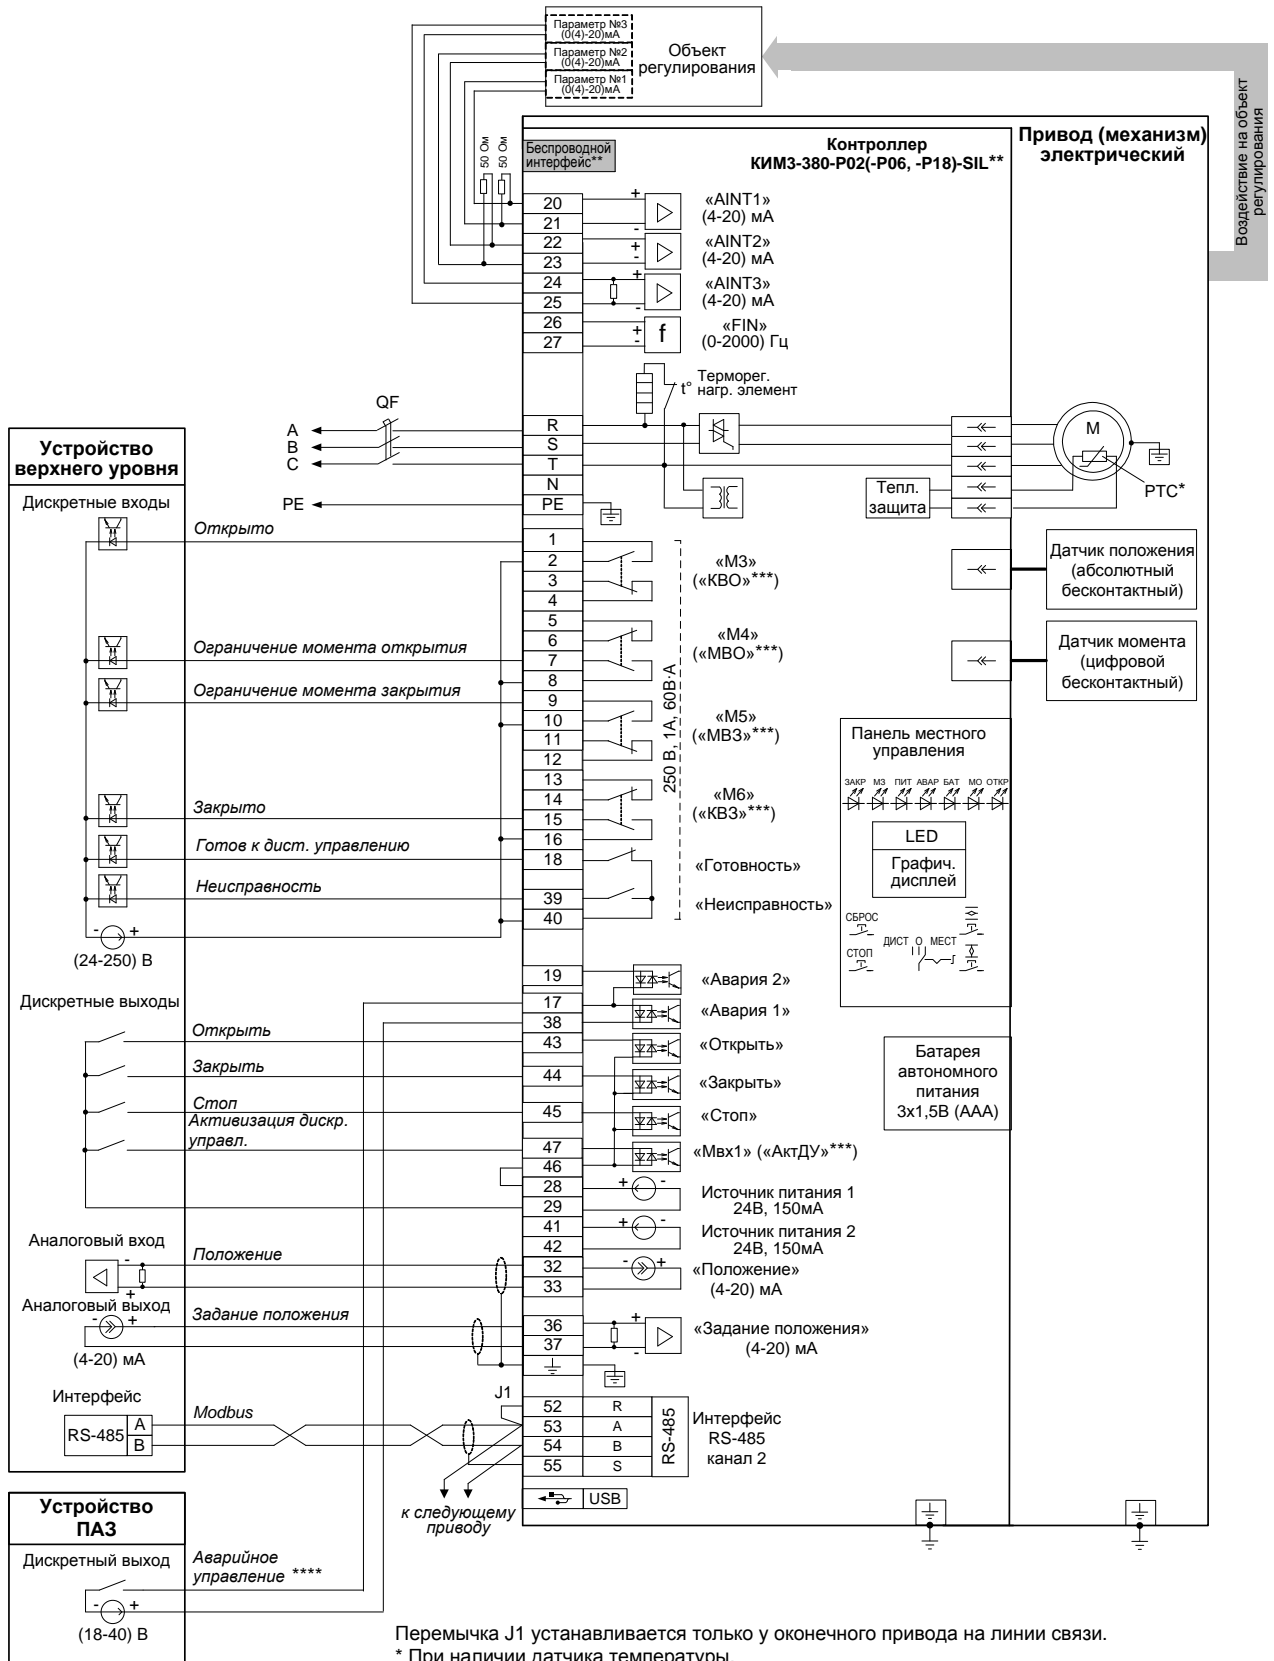 Параметр №3
(0(4)-20)мА
Параметр №2
(0(4)-20)мА
Параметр №1
(0(4)-20)мА
Объект
регулирования
Воздействие на объект
регулирования
50 Ом
50 Ом
Беспроводной
интерфейс**
Контроллер
КИМ3-380-Р02(-Р06, -Р18)-SIL**
Привод (механизм)
электрический
20
21
22
23
24
25
26
27
+
-
«AINT1»
(4-20) мА
+
-
«AINT2»
(4-20) мА
+
-
«AINT3»
(4-20) мА
+
-
f
«FIN»
(0-2000) Гц
t°
Терморег.
нагр. элемент
QF
A
B
C
PE
R
S
T
N
PE
Тепл.
защита
M
PTC*
Устройство
верхнего уровня
Дискретные входы
Открыто
Ограничение момента открытия
Ограничение момента закрытия
Закрыто
Готов к дист. управлению
Неисправность
- +
(24-250) В
1
2
3
4
5
6
7
8
9
10
11
12
13
14
15
16
18
39
40
«М3»
(«КВО»***)
«М4»
(«МВО»***)
«М5»
(«МВЗ»***)
«М6»
(«КВЗ»***)
«Готовность»
«Неисправность»
250 В, 1А, 60В·А
Датчик положения
(абсолютный
бесконтактный)
Датчик момента
(цифровой
бесконтактный)
Панель местного
управления
ЗАКР МЗ ПИТ АВАР БАТ МО ОТКР
LED
Графич.
дисплей
СБРОС
СТОП
ДИСТ О МЕСТ
Батарея
автономного
питания
3х1,5В (ААА)
Дискретные выходы
Открыть
Закрыть
Стоп
Активизация дискр.
управл.
19
17
38
43
44
45
47
46
28
29
41
42
32
33
36
37
«Авария 2»
«Авария 1»
«Открыть»
«Закрыть»
«Стоп»
«Мвх1» («АктДУ»***)
+ -
Источник питания 1
24В, 150мА
+ -
Источник питания 2
24В, 150мА
- +
«Положение»
(4-20) мА
+
-
«Задание положения»
(4-20) мА
Аналоговый вход
-
+
Положение
Аналоговый выход
- +
Задание положения
(4-20) мА
Интерфейс
RS-485
A
B
Modbus
J1
52 R
53 A
54 B
55 S
RS-485
Интерфейс
RS-485
канал 2
USB
к следующему
приводу
Устройство
ПАЗ
Дискретный выход
Аварийное
управление ****
- +
(18-40) В
Перемычка J1 устанавливается только у оконечного привода на линии связи.
* При наличии датчика температуры